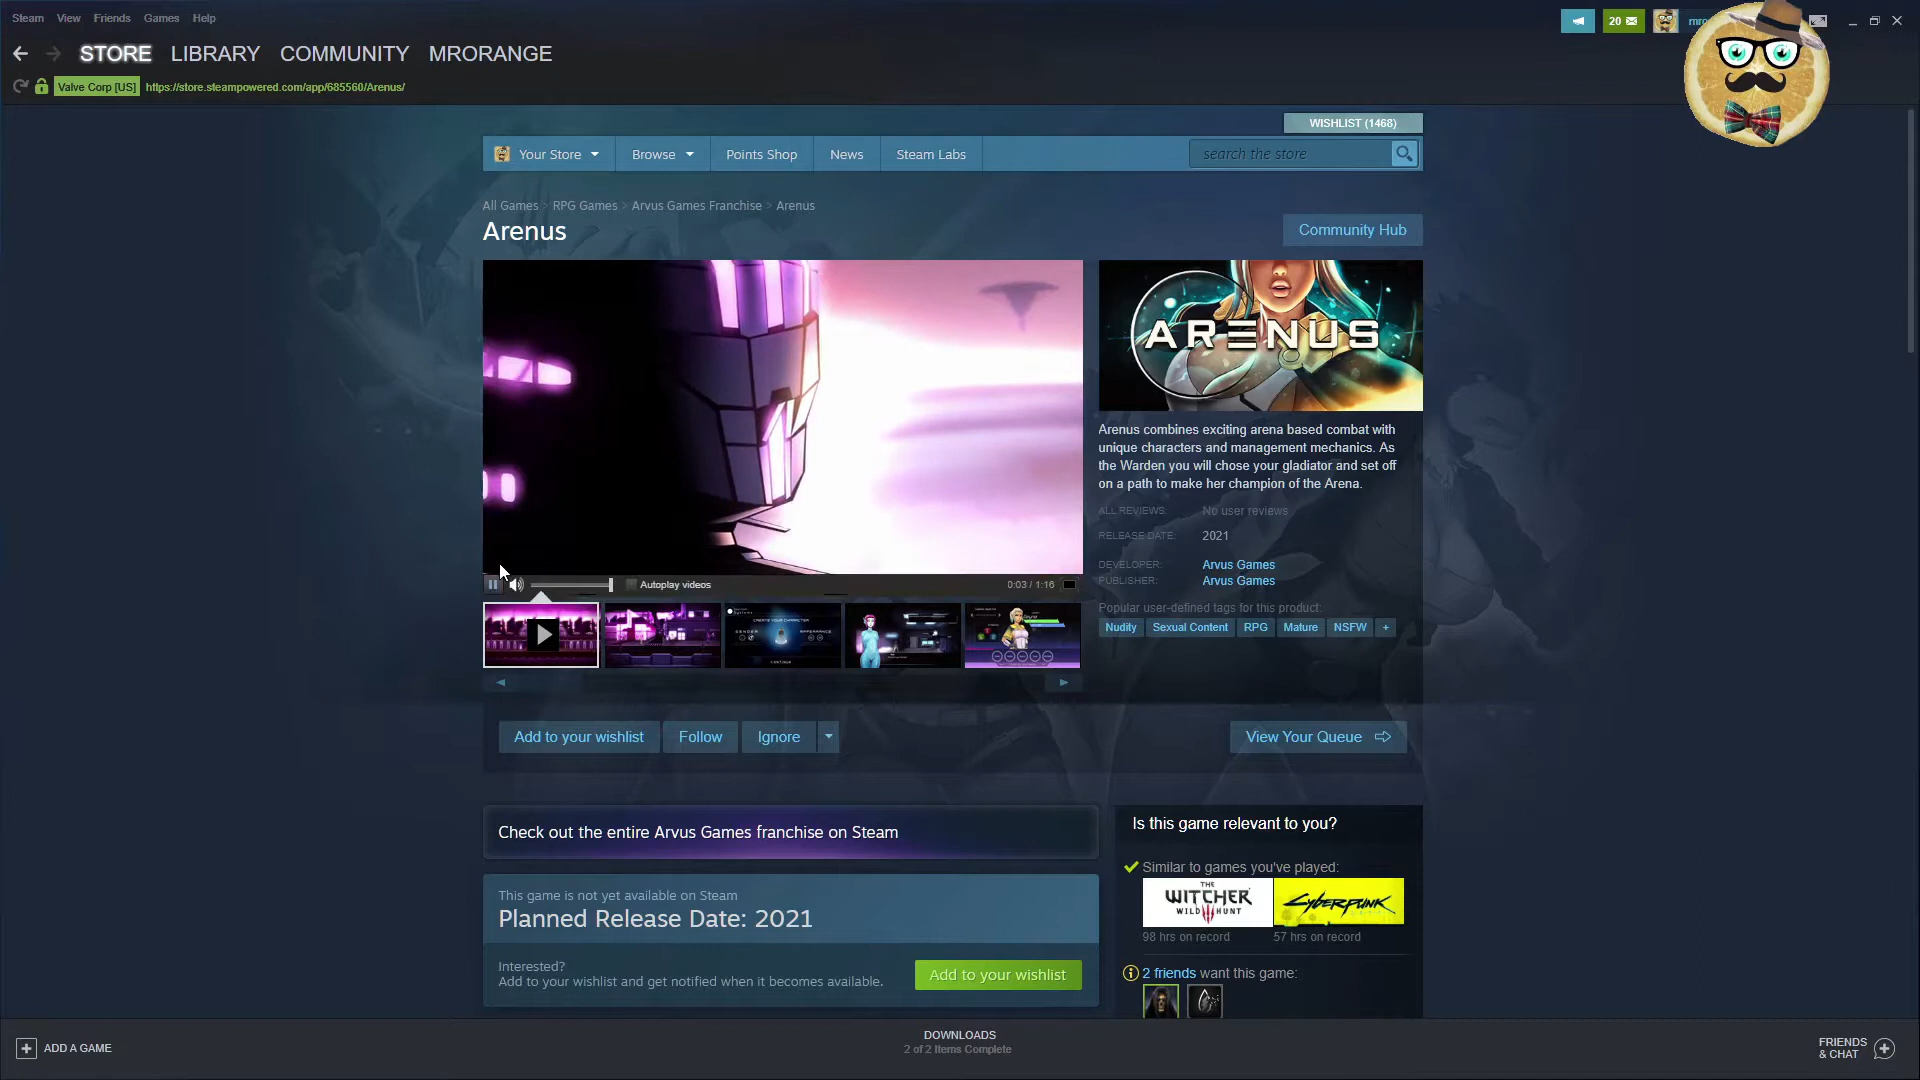 Steam View Friends Games Help
20 mro
STORE LIBRARY COMMUNITY MRORANGE
Valve Corp [US] https://store.steampowered.com/app/685560/Arenus/
WISHLIST (1468)
Your Store Browse Points Shop News Steam Labs search the store
All Games > RPG Games > Arvus Games Franchise > Arenus
Arenus
Community Hub
ARENUS
Arenus combines exciting arena based combat with
unique characters and management mechanics. As
the Warden you will chose your gladiator and set off
on a path to make her champion of the Arena.
ALL REVIEWS: No user reviews
RELEASE DATE: 2021
DEVELOPER: Arvus Games
PUBLISHER: Arvus Games
Popular user-defined tags for this product:
Nudity Sexual Content RPG Mature NSFW +
Autoplay videos 0:03 / 1:16
CREATE YOUR CHARACTER
Add to your wishlist Follow Ignore View Your Queue
Check out the entire Arvus Games franchise on Steam
This game is not yet available on Steam
Planned Release Date: 2021
Interested?
Add to your wishlist and get notified when it becomes available.
Add to your wishlist
Is this game relevant to you?
Similar to games you've played:
THE WITCHER WILD HUNT
Cyberpunk
98 hrs on record 57 hrs on record
2 friends want this game:
ADD A GAME
DOWNLOADS
2 of 2 Items Complete
FRIENDS
& CHAT